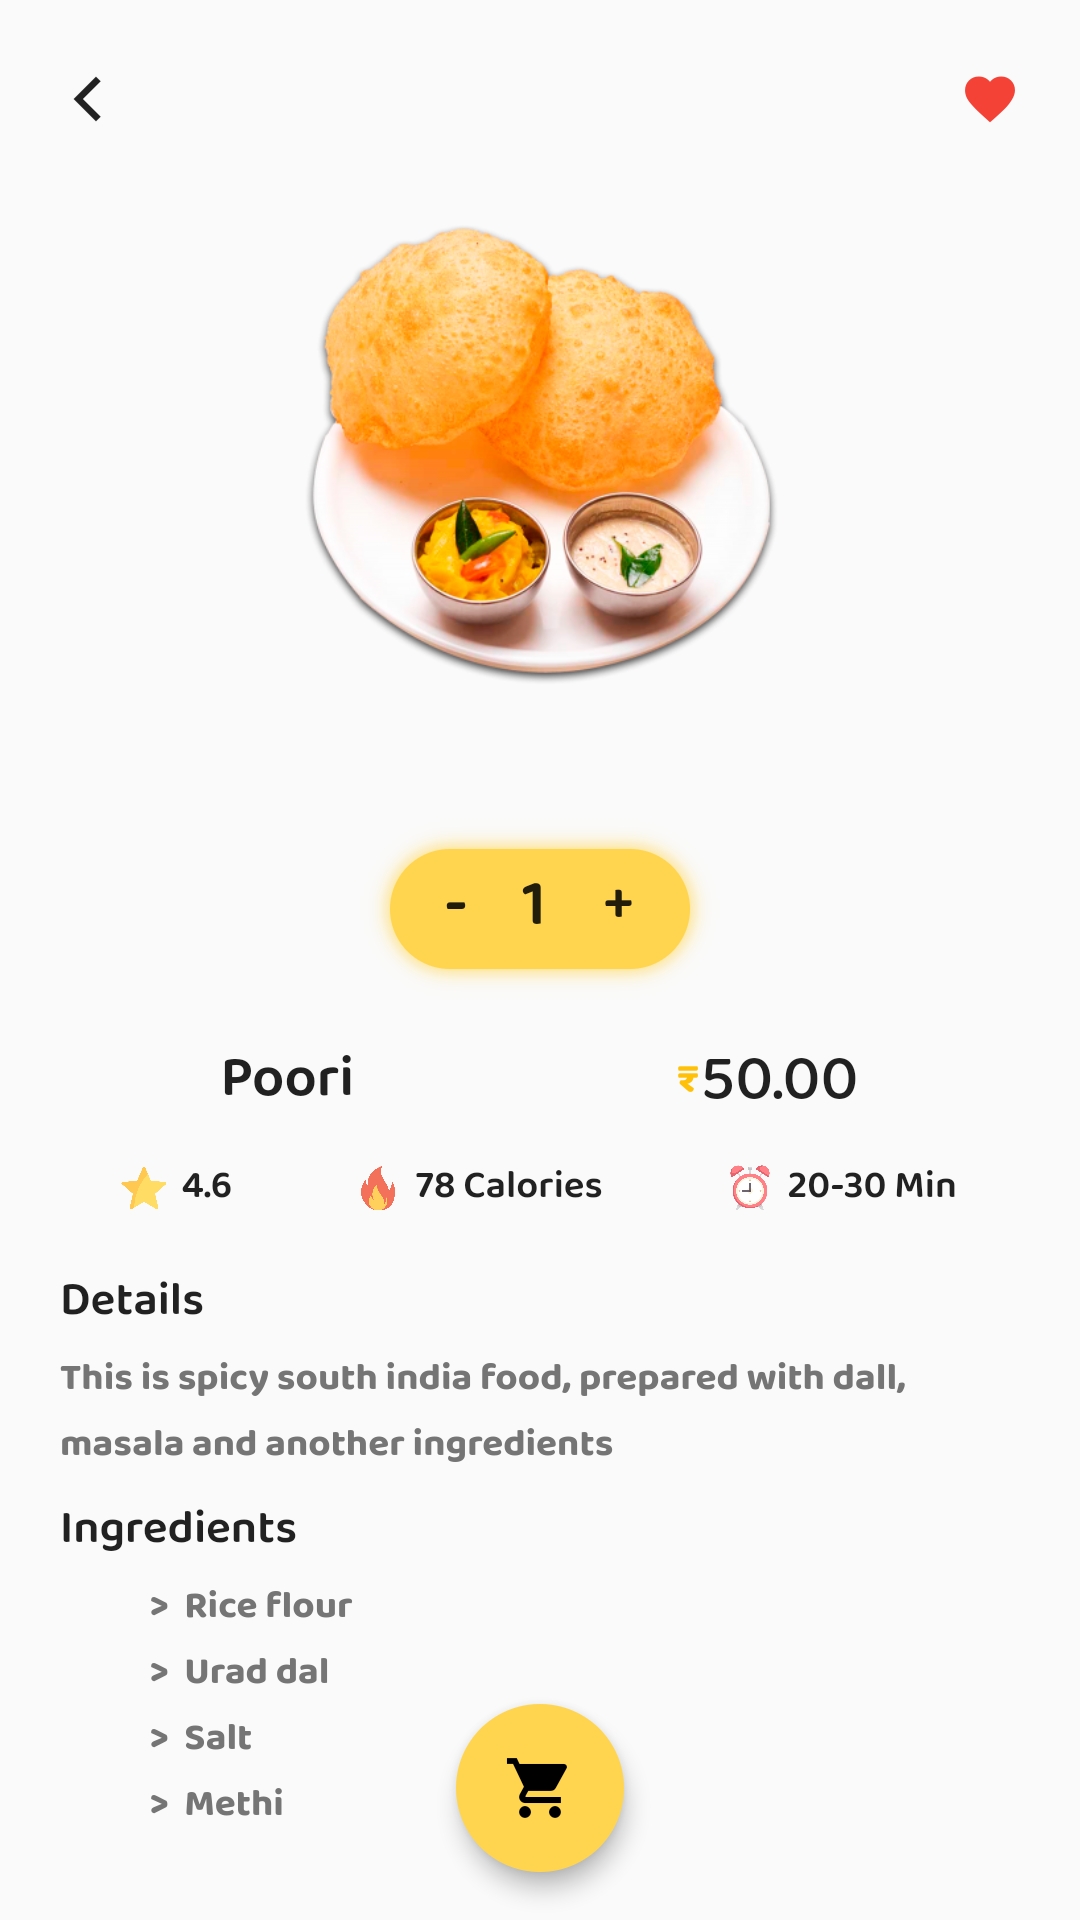 - 1 +
Poori ₹50.00
4.6 78 Calories 20-30 Min
Details
This is spicy south india food, prepared with dall,
masala and another ingredients
Ingredients
> Rice flour
> Urad dal
> Salt
> Methi